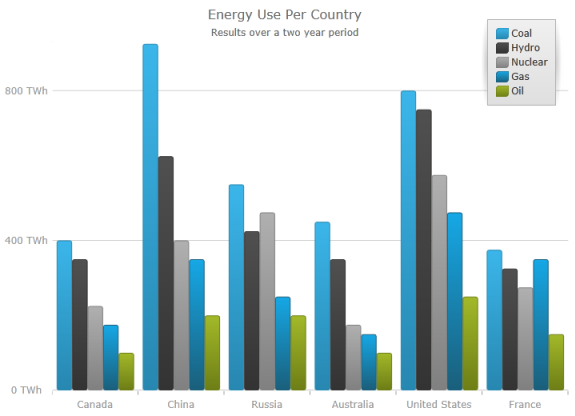 Energy Use Per Country
Results over a two year period
Coal
Hydro
Nuclear
Gas
Oil
800 TWh
400 TWh
0 TWh
Canada
China
Russia
Australia
United States
France